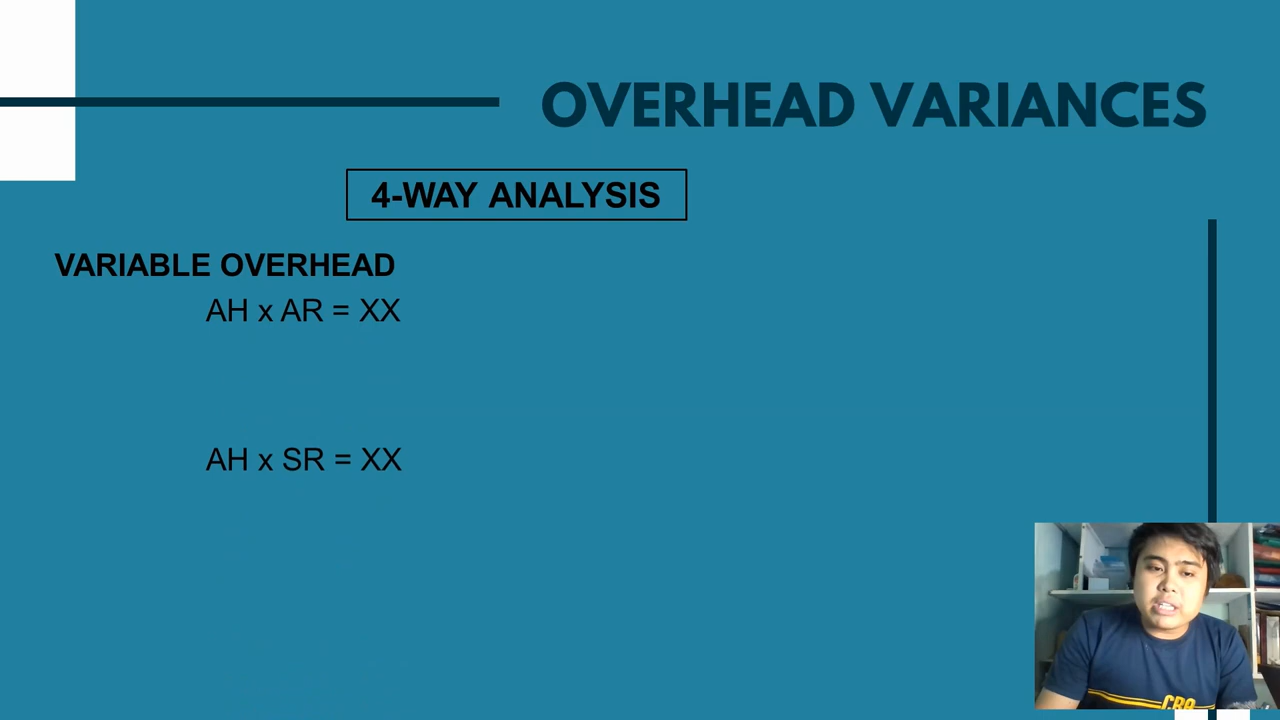 OVERHEAD VARIANCES
4-WAY ANALYSIS
VARIABLE OVERHEAD
AH x AR = XX
AH x SR = XX